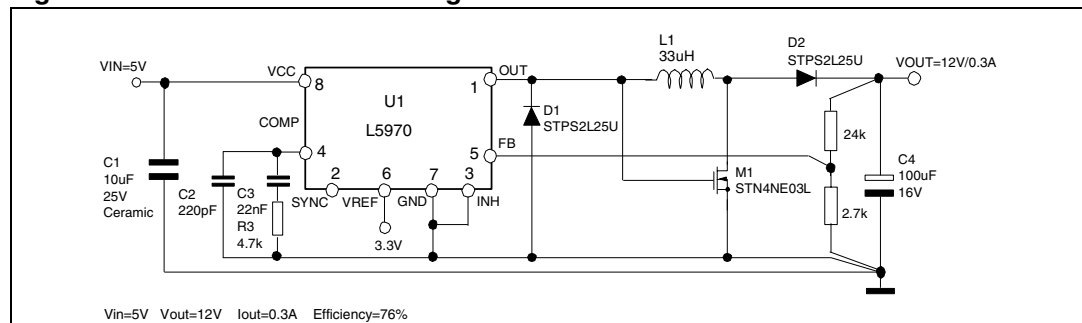 VIN=5V
VCC
8
U1
L5970
1
OUT
L1
33uH
D2
STPS2L25U
VOUT=12V/0.3A
COMP
4
D1
STPS2L25U
5
FB
24k
C1
10uF
25V
Ceramic
C2
220pF
C3
22nF
R3
4.7k
2
SYNC
6
VREF
7
GND
3
INH
3.3V
M1
STN4NE03L
2.7k
C4
100uF
16V
Vin=5V Vout=12V Iout=0.3A Efficiency=76%